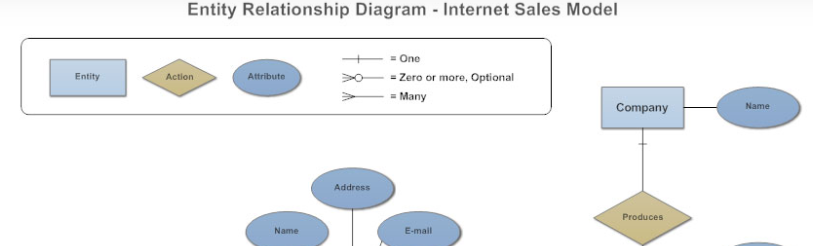 Entity Relationship Diagram - Internet Sales Model
Entity
Action
Attribute
= One
= Zero or more, Optional
= Many
Company
Name
Address
Produces
Name
E-mail